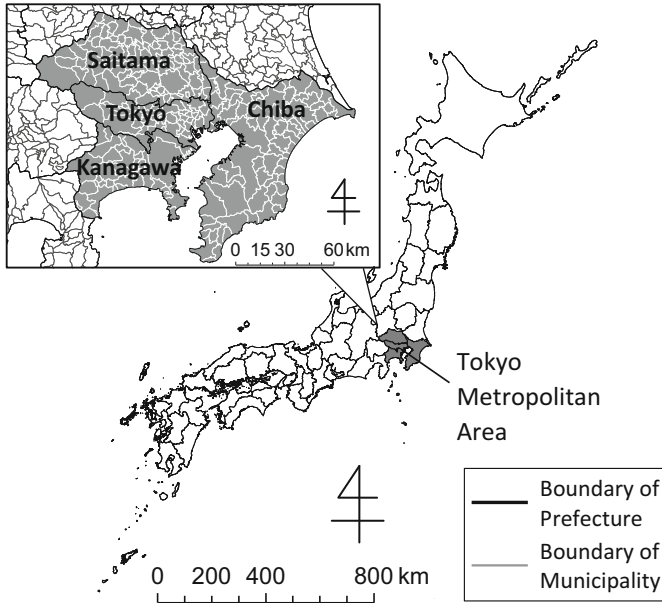 Saitama
Tokyo
Chiba
Kanagawa
0 15 30 60 km
Tokyo
Metropolitan
Area
Boundary of
Prefecture
Boundary of
Municipality
0 200 400 800 km